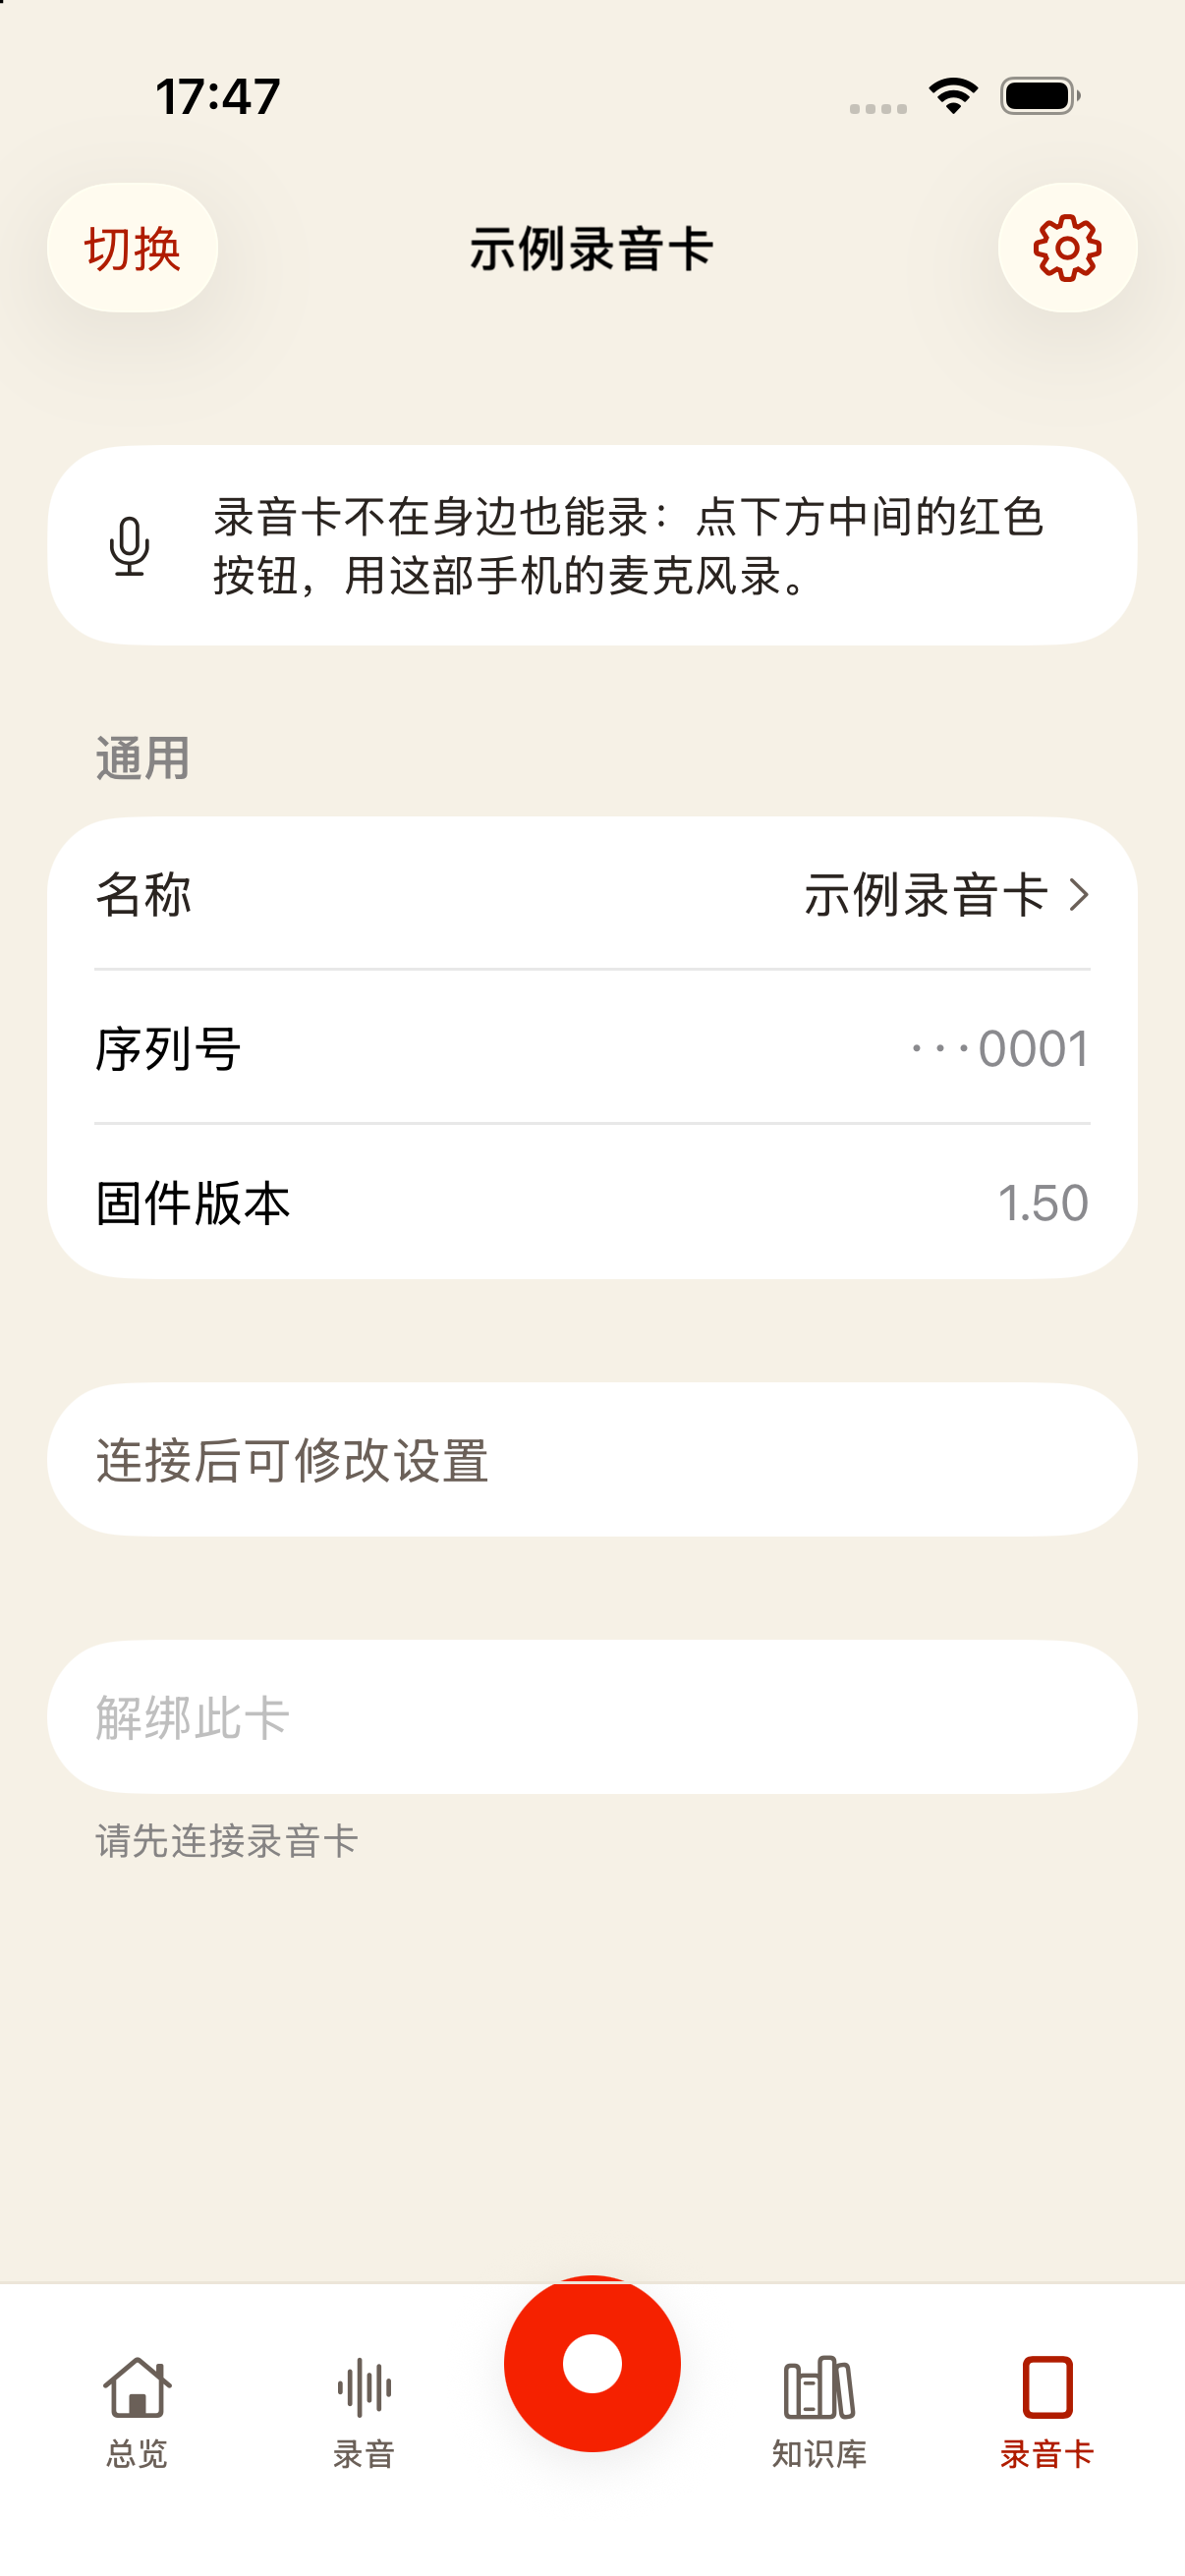 17:47
切换
示例录音卡
录音卡不在身边也能录：点下方中间的红色
按钮，用这部手机的麦克风录。
通用
名称
示例录音卡
序列号
···0001
固件版本
1.50
连接后可修改设置
解绑此卡
请先连接录音卡
总览
录音
知识库
录音卡